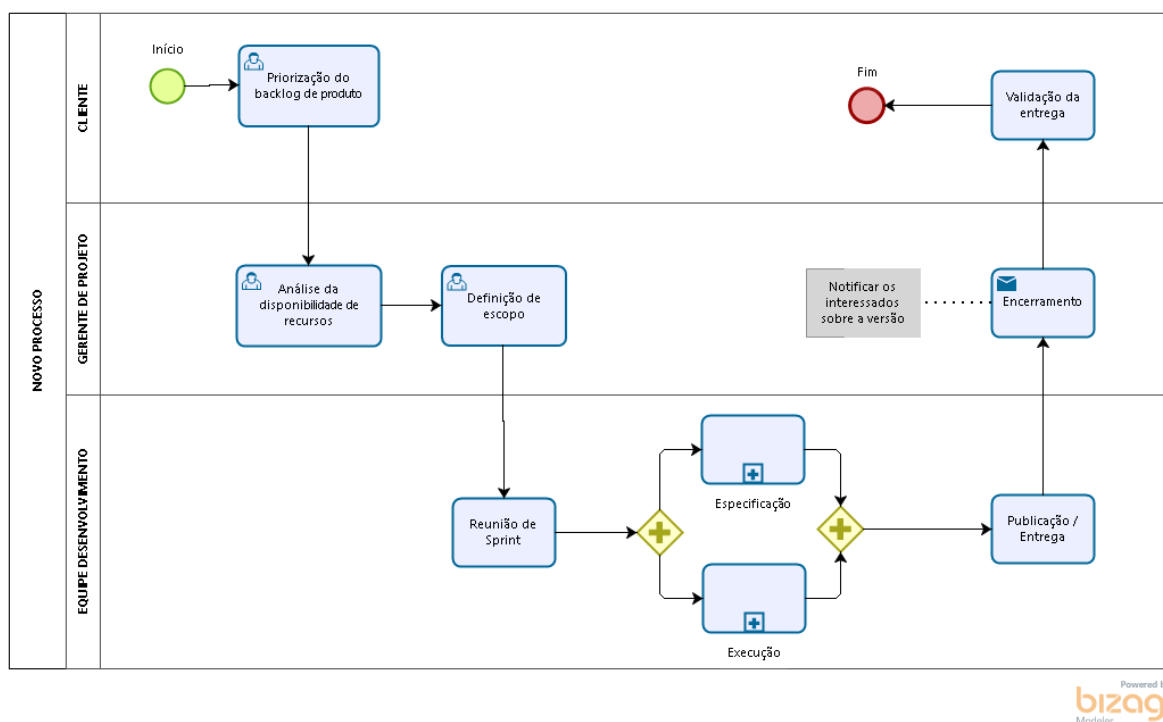 NOVO PROCESSO
CLIENTE
Início
Priorização do
backlog de produto
Fim
Validação da
entrega
GERENTE DE PROJETO
Análise da
disponibilidade de
recursos
Definição de
escopo
Notificar os
interessados
sobre a versão
Encerramento
EQUIPE DESENVOLVIMENTO
Reunião de
Sprint
Especificação
Execução
Publicação /
Entrega
Powered b
bizag
Modeler